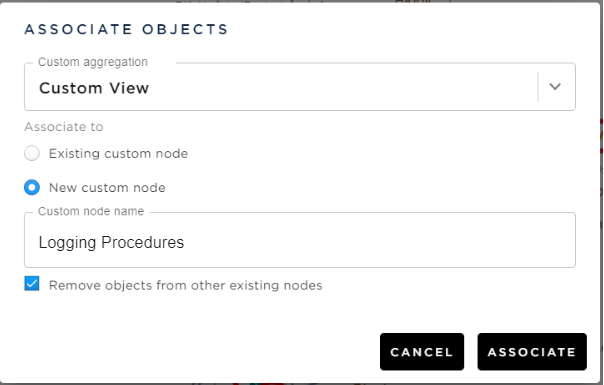 ASSOCIATE OBJECTS
Custom aggregation
Custom View
Associate to
Existing custom node
New custom node
Custom node name
Logging Procedures
Remove objects from other existing nodes
CANCEL
ASSOCIATE